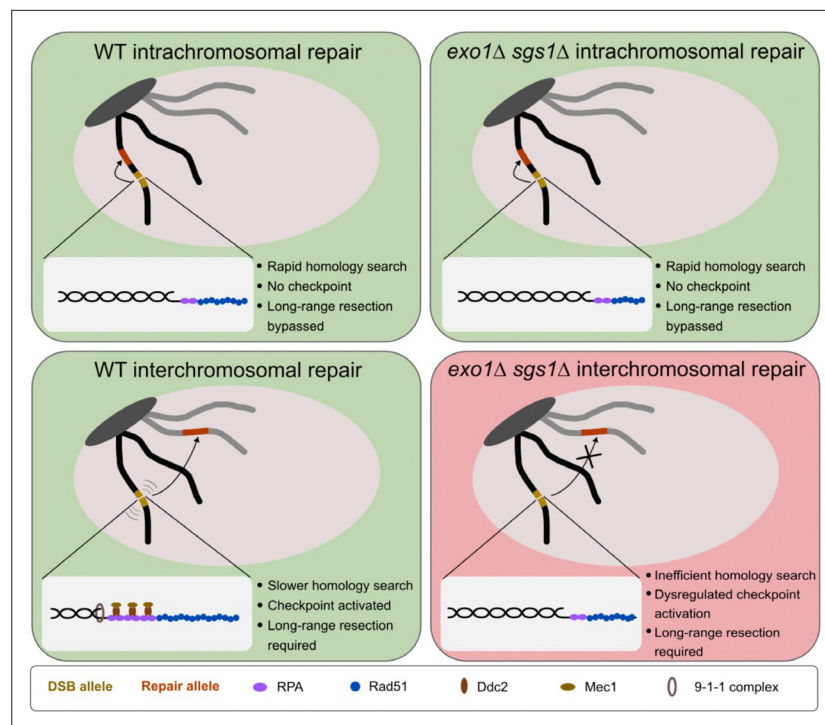 WT intrachromosomal repair
• Rapid homology search
• No checkpoint
• Long-range resection
bypassed
exo1Δ sgs1Δ intrachromosomal repair
• Rapid homology search
• No checkpoint
• Long-range resection
bypassed
WT interchromosomal repair
• Slower homology search
• Checkpoint activated
• Long-range resection
required
exo1Δ sgs1Δ interchromosomal repair
• Inefficient homology search
• Dysregulated checkpoint
activation
• Long-range resection
required
DSB allele Repair allele RPA Rad51 Ddc2 Mec1 9-1-1 complex